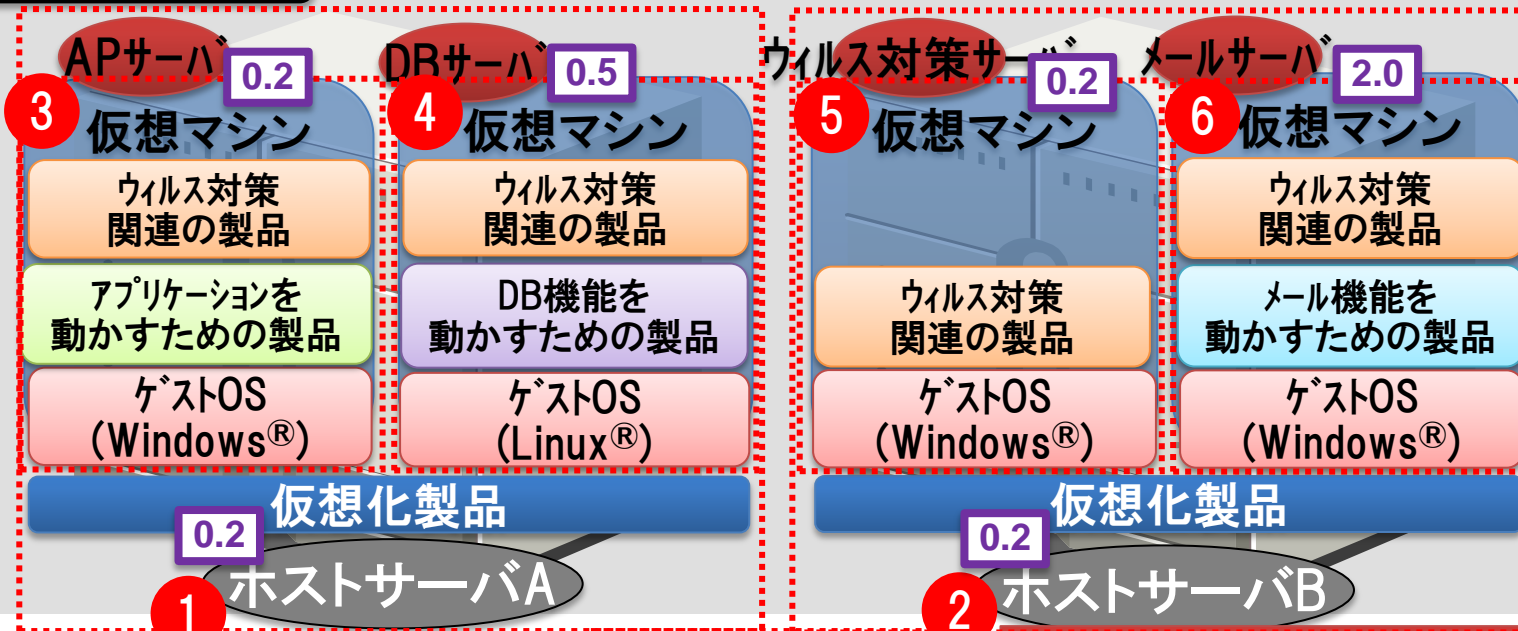 APサーバ
0.2
3
仮想マシン
ウィルス対策
関連の製品
アプリケーションを
動かすための製品
ゲストOS
(Windows®)
DBサーバ
0.5
4
仮想マシン
ウィルス対策
関連の製品
DB機能を
動かすための製品
ゲストOS
(Linux®)
仮想化製品
0.2
ホストサーバA
1
ウィルス対策サーバ
0.2
5
仮想マシン
ウィルス対策
関連の製品
ゲストOS
(Windows®)
メールサーバ
2.0
6
仮想マシン
ウィルス対策
関連の製品
メール機能を
動かすための製品
ゲストOS
(Windows®)
仮想化製品
0.2
ホストサーバB
2